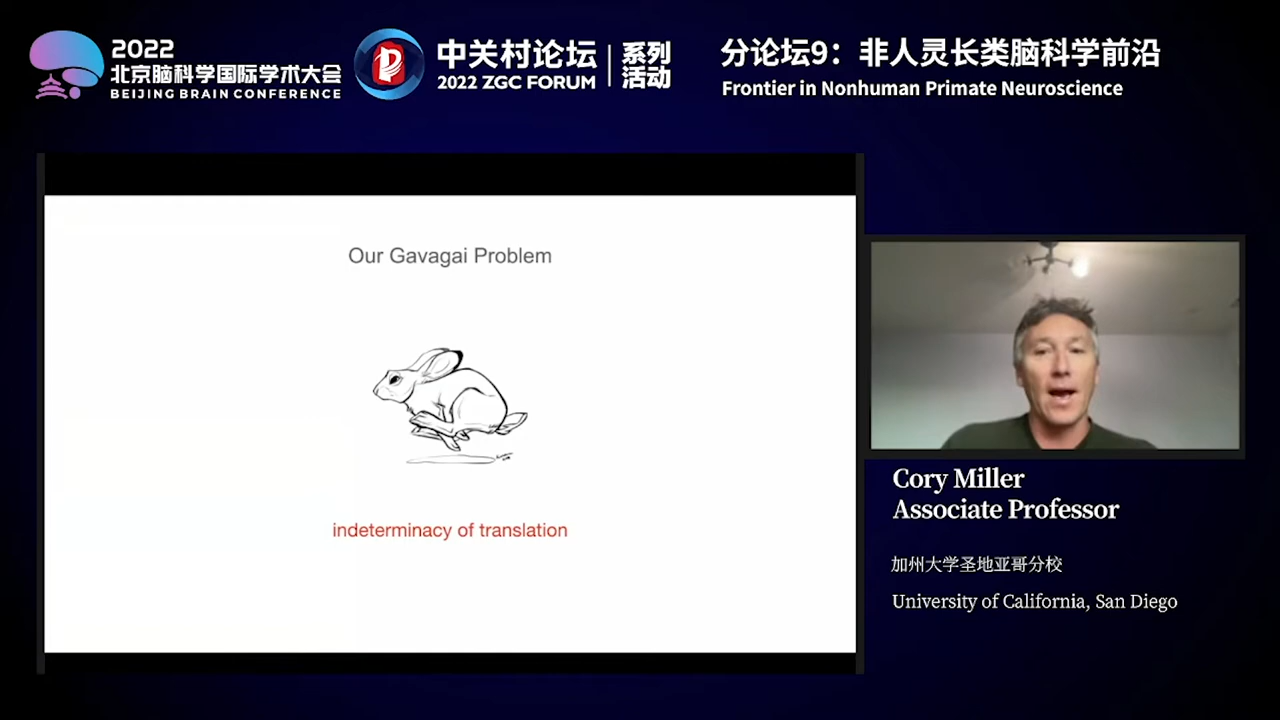 2022
北京脑科学国际学术大会
BEIJING BRAIN CONFERENCE
中关村论坛
2022 ZGC FORUM
系列
活动
分论坛9：非人灵长类脑科学前沿
Frontier in Nonhuman Primate Neuroscience
Our Gavagai Problem
indeterminacy of translation
Cory Miller
Associate Professor
加州大学圣地亚哥分校
University of California, San Diego